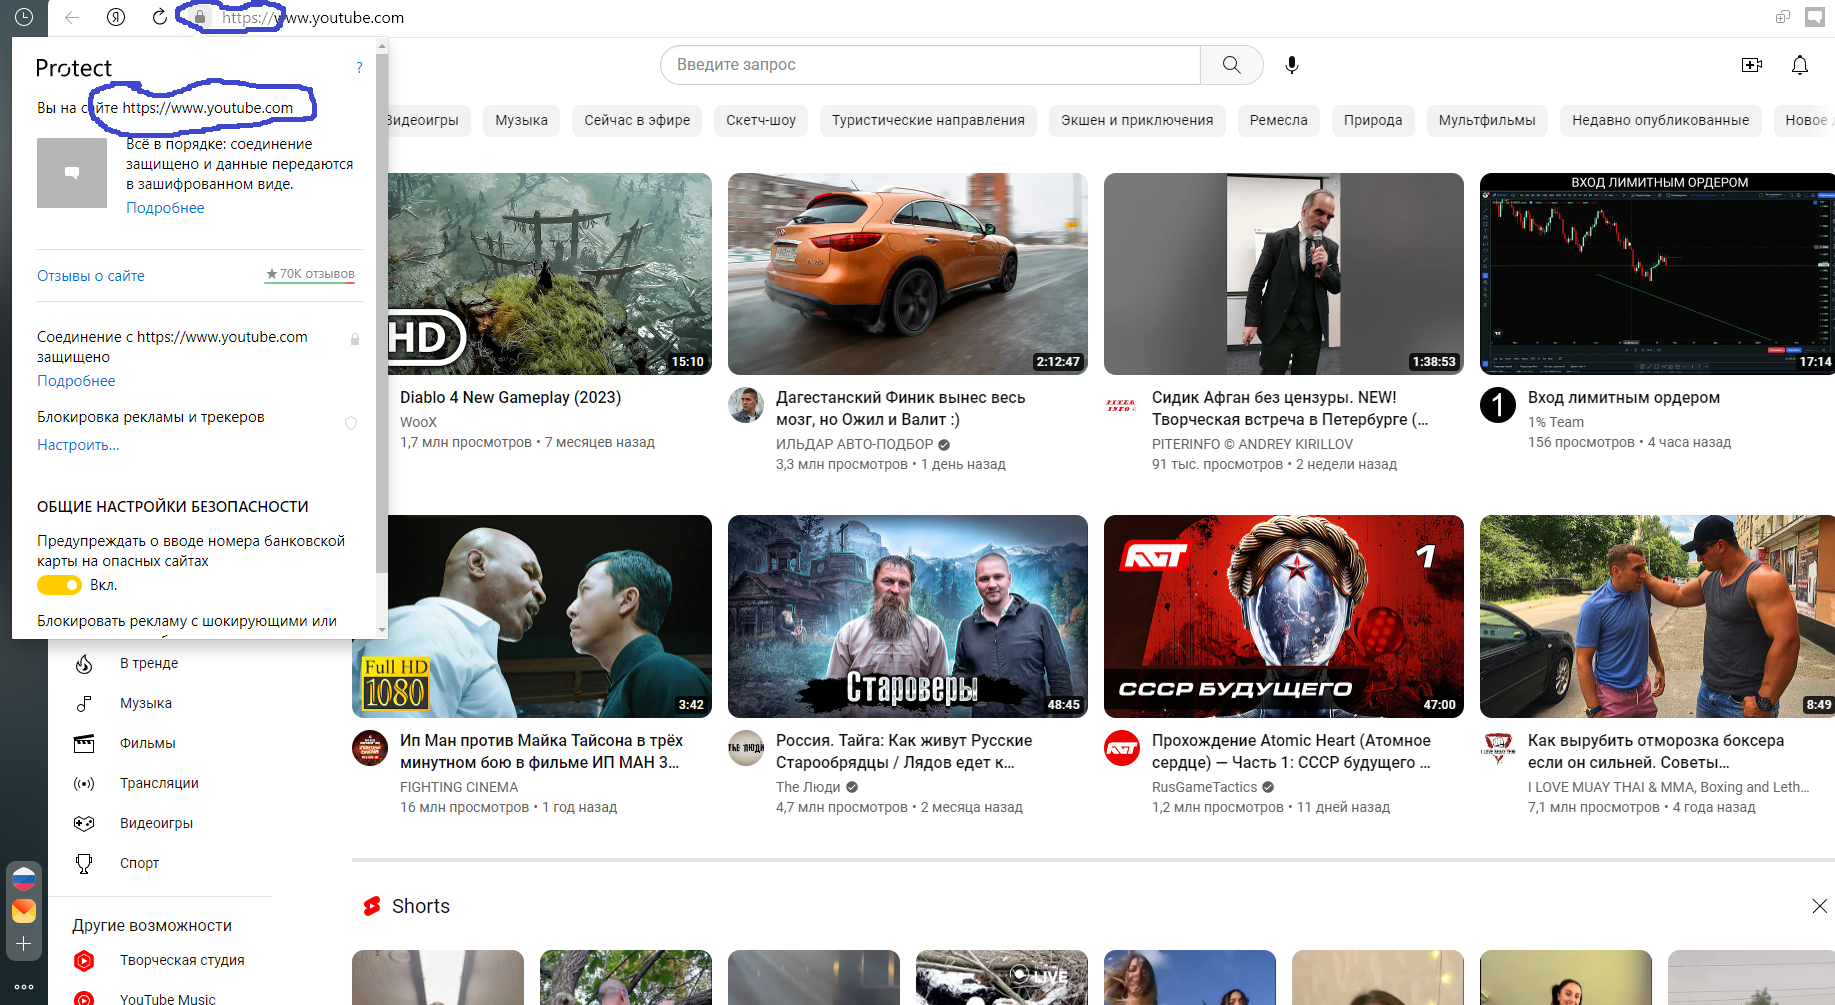 https://www.youtube.com
Protect
?
Вы на сайте https://www.youtube.com
Всё в порядке: соединение
защищено и данные передаются
в зашифрованном виде.
Подробнее
Отзывы о сайте
★ 70K отзывов
Соединение с https://www.youtube.com
защищено
Подробнее
Блокировка рекламы и трекеров
Настроить...
ОБЩИЕ НАСТРОЙКИ БЕЗОПАСНОСТИ
Предупреждать о вводе номера банковской
карты на опасных сайтах
Вкл.
Блокировать рекламу с шокирующими или
В тренде
Музыка
Фильмы
Трансляции
Видеоигры
Спорт
Другие возможности
Творческая студия
YouTube Music
Введите запрос
Видеоигры
Музыка
Сейчас в эфире
Скетч-шоу
Туристические направления
Экшен и приключения
Ремесла
Природа
Мультфильмы
Недавно опубликованные
Новое
HD
15:10
Diablo 4 New Gameplay (2023)
WooX
1,7 млн просмотров • 7 месяцев назад
2:12:47
Дагестанский Финик вынес весь
мозг, но Ожил и Валит :)
ИЛЬДАР АВТО-ПОДБОР
3,3 млн просмотров • 1 день назад
1:38:53
PITER
INFO
Сидик Афган без цензуры. NEW!
Творческая встреча в Петербурге (...
PITERINFO © ANDREY KIRILLOV
91 тыс. просмотров • 2 недели назад
ВХОД ЛИМИТНЫМ ОРДЕРОМ
17:14
1
Вход лимитным ордером
1% Team
156 просмотров • 4 часа назад
Full HD
1080
3:42
Ип Ман против Майка Тайсона в трёх
минутном бою в фильме ИП МАН 3...
FIGHTING CINEMA
16 млн просмотров • 1 год назад
Староверы
48:45
The Люди
Россия. Тайга: Как живут Русские
Старообрядцы / Лядов едет к...
The Люди
4,7 млн просмотров • 2 месяца назад
RGT
1
СССР БУДУЩЕГО
47:00
RGT
Прохождение Atomic Heart (Атомное
сердце) — Часть 1: СССР будущего ...
RusGameTactics
1,2 млн просмотров • 11 дней назад
8:49
I LOVE MUAY THAI
Как вырубить отморозка боксера
если он сильней. Советы...
I LOVE MUAY THAI & MMA, Boxing and Leth...
7,1 млн просмотров • 4 года назад
Shorts
LIVE